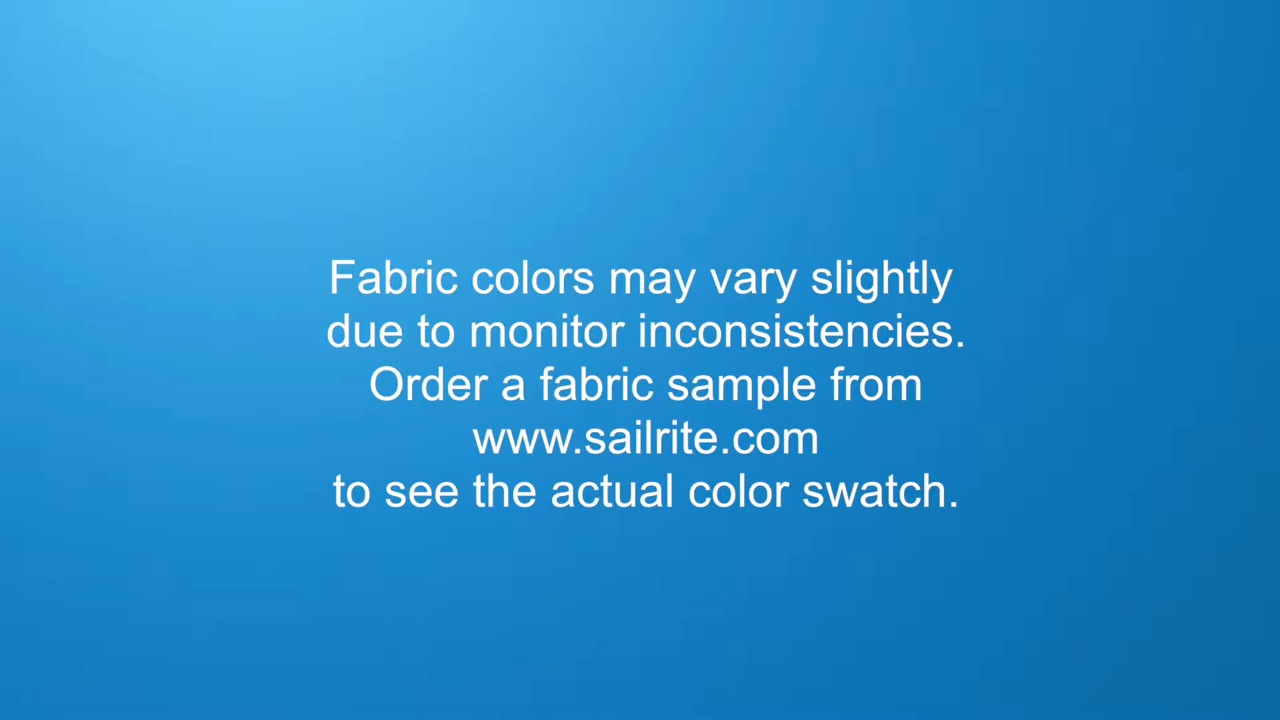 Fabric colors may vary slightly
due to monitor inconsistencies.
Order a fabric sample from
www.sailrite.com
to see the actual color swatch.